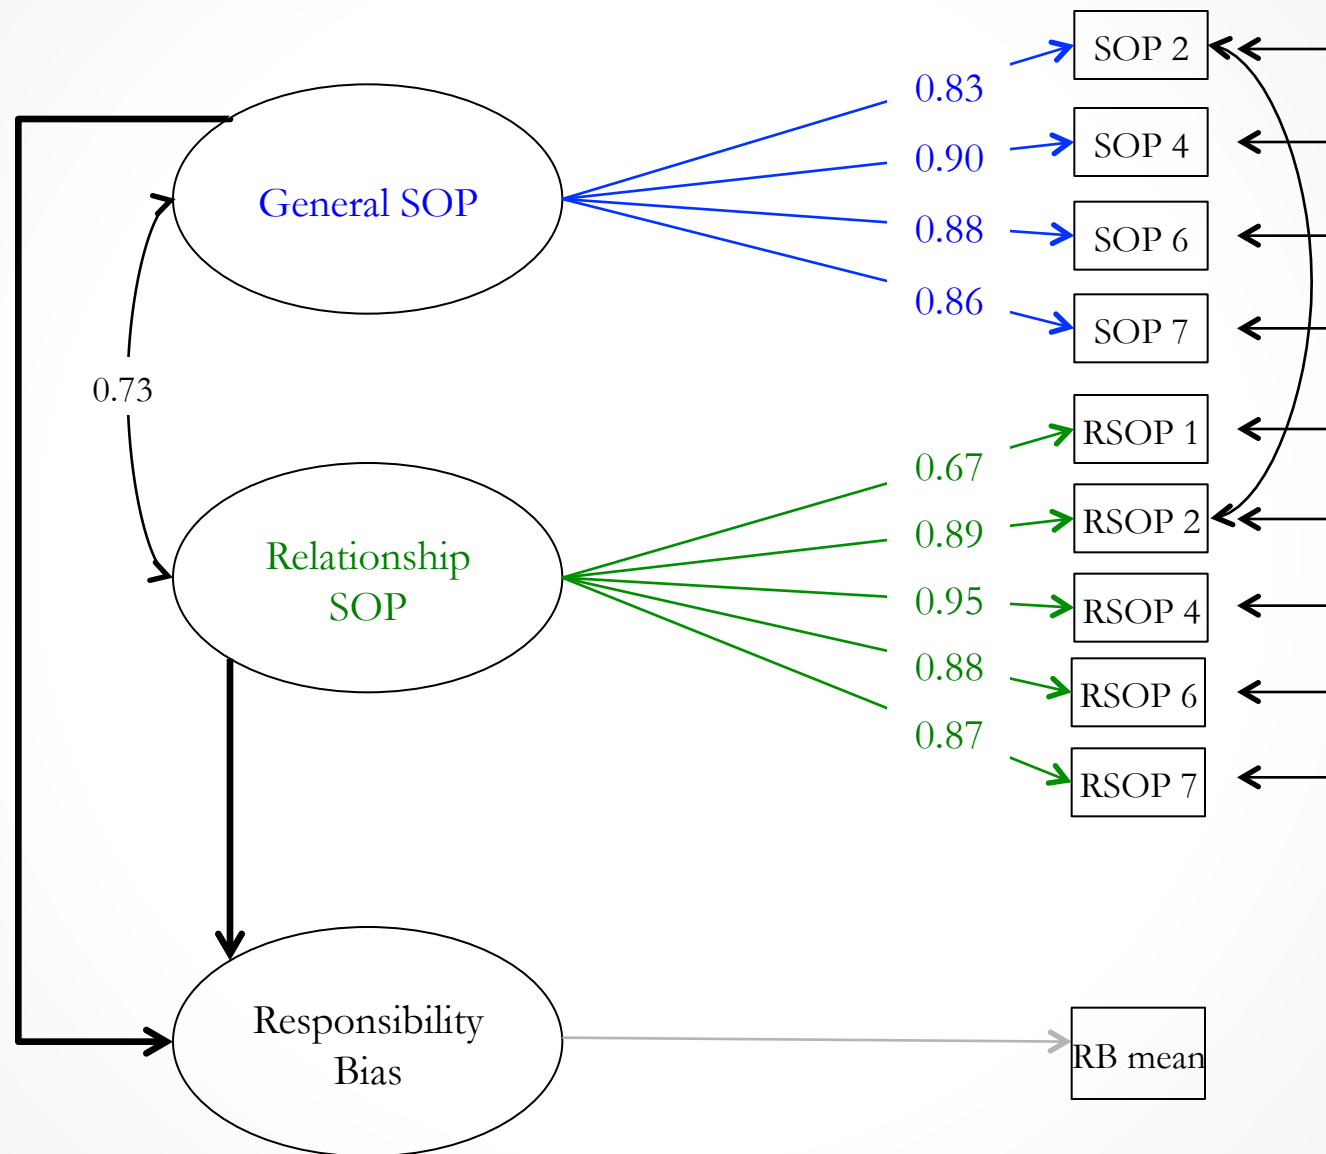 SOP 2
0.83
SOP 4
0.90
General SOP
0.88
SOP 6
0.86
SOP 7
0.73
RSOP 1
0.67
RSOP 2
0.89
Relationship
SOP
0.95
RSOP 4
0.88
RSOP 6
0.87
RSOP 7
Responsibility
Bias
RB mean